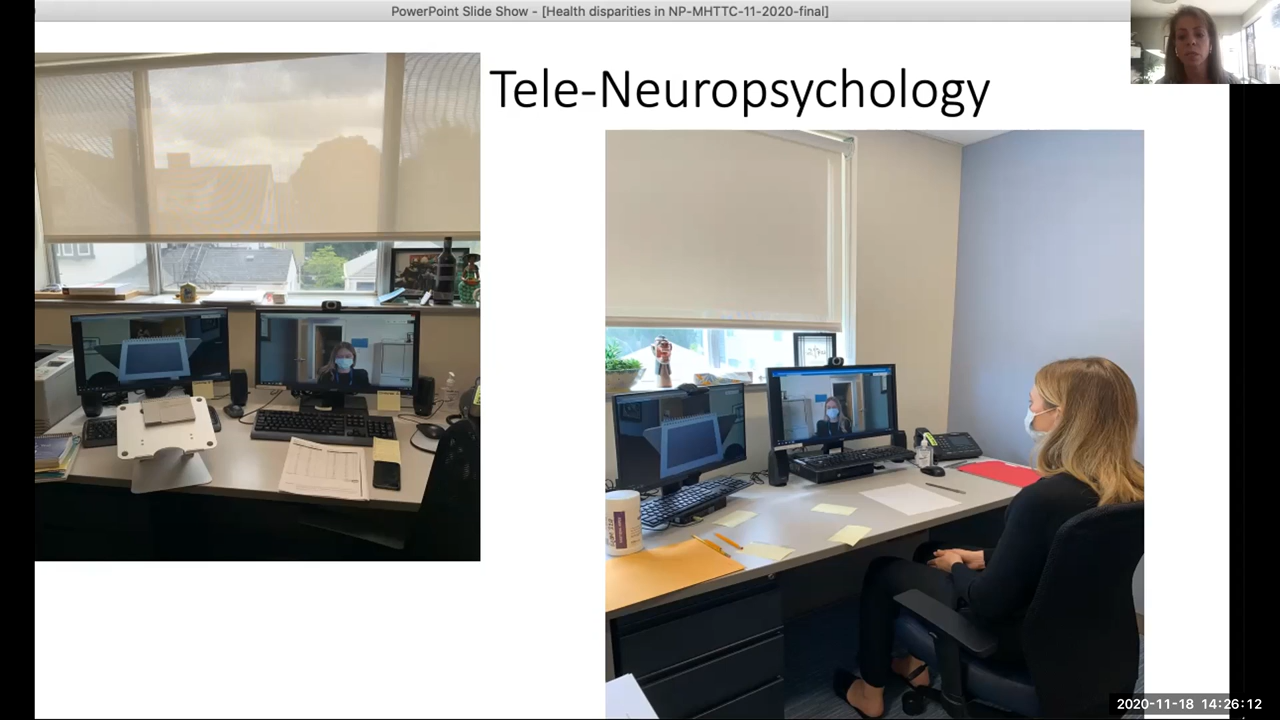 PowerPoint Slide Show - [Health disparities in NP-MHTTC-11-2020-final]
Tele-Neuropsychology
2020-11-18 14:26:12